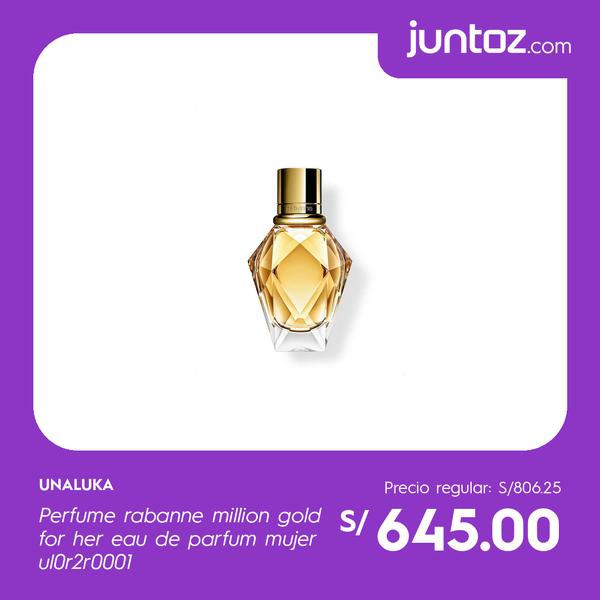 juntoz.com
UNALUKA
Perfume rabanne million gold
for her eau de parfum mujer
ul0r2r0001
Precio regular: S/806.25
S/ 645.00